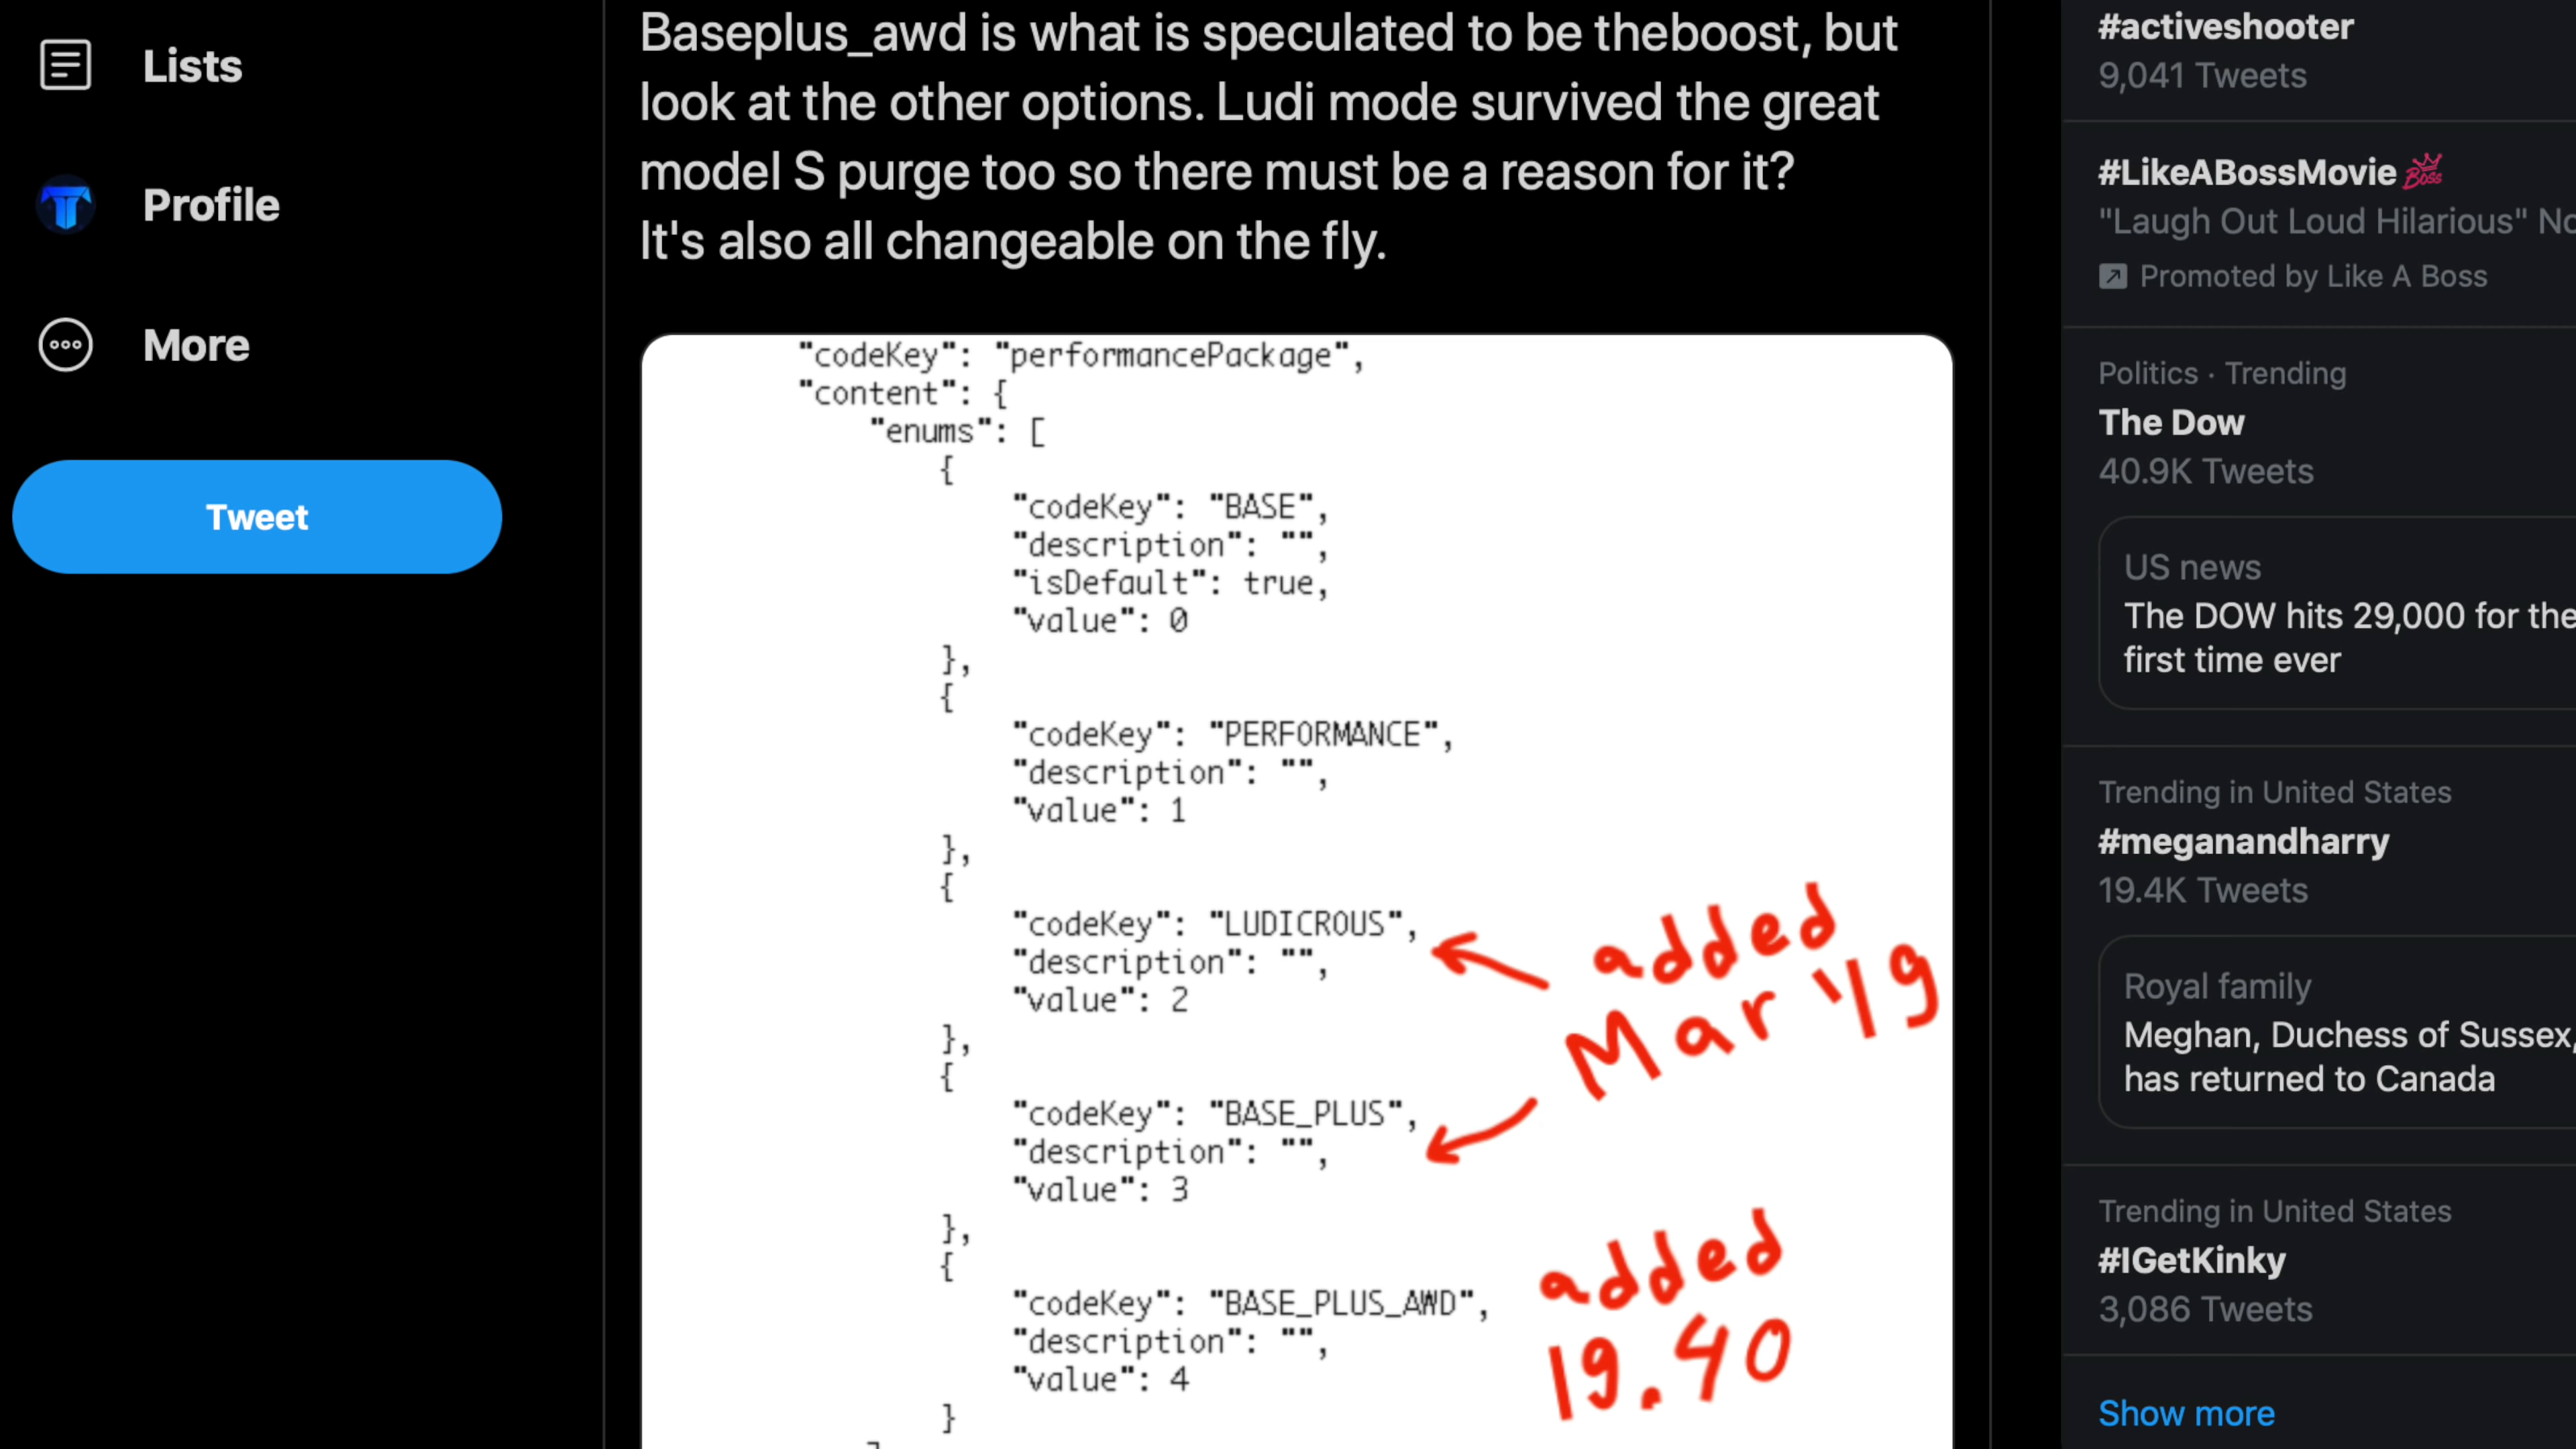 Lists
Profile
More
Tweet
Baseplus_awd is what is speculated to be theboost, but
look at the other options. Ludi mode survived the great
model S purge too so there must be a reason for it?
It's also all changeable on the fly.
"codeKey": "performancePackage",
"content": {
"enums": [
{
"codeKey": "BASE",
"description": "",
"isDefault": true,
"value": 0
},
{
"codeKey": "PERFORMANCE",
"description": "",
"value": 1
},
{
"codeKey": "LUDICROUS",
"description": "",
"value": 2
},
{
"codeKey": "BASE_PLUS",
"description": "",
"value": 3
},
{
"codeKey": "BASE_PLUS_AWD",
"description": "",
"value": 4
}
added
Mar '19
added
19.40
#activeshooter
9,041 Tweets
#LikeABossMovie
Boss
"Laugh Out Loud Hilarious"
Promoted by Like A Boss
Politics · Trending
The Dow
40.9K Tweets
US news
The DOW hits 29,000 for the
first time ever
Trending in United States
#meganandharry
19.4K Tweets
Royal family
Meghan, Duchess of Sussex,
has returned to Canada
Trending in United States
#IGetKinky
3,086 Tweets
Show more